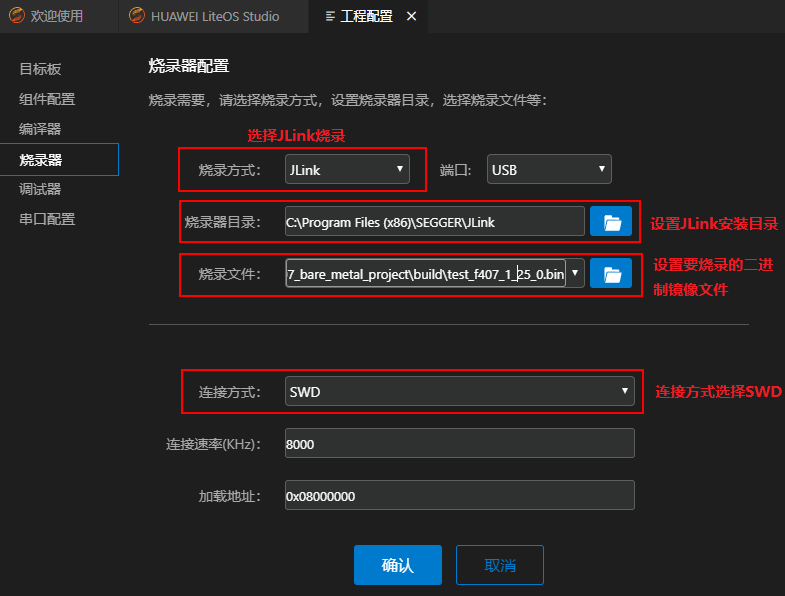 欢迎使用
HUAWEI LiteOS Studio
工程配置
目标板
组件配置
编译器
烧录器
调试器
串口配置
烧录器配置
烧录需要，请选择烧录方式，设置烧录器目录，选择烧录文件等：
选择JLink烧录
烧录方式： JLink 端口： USB
烧录器目录： C:\Program Files (x86)\SEGGER\JLink
设置JLink安装目录
烧录文件： 7_bare_metal_project\build\test_f407_1_25_0.bin
设置要烧录的二进
制镜像文件
连接方式： SWD
连接方式选择SWD
连接速率(KHz)： 8000
加载地址： 0x08000000
确认 取消